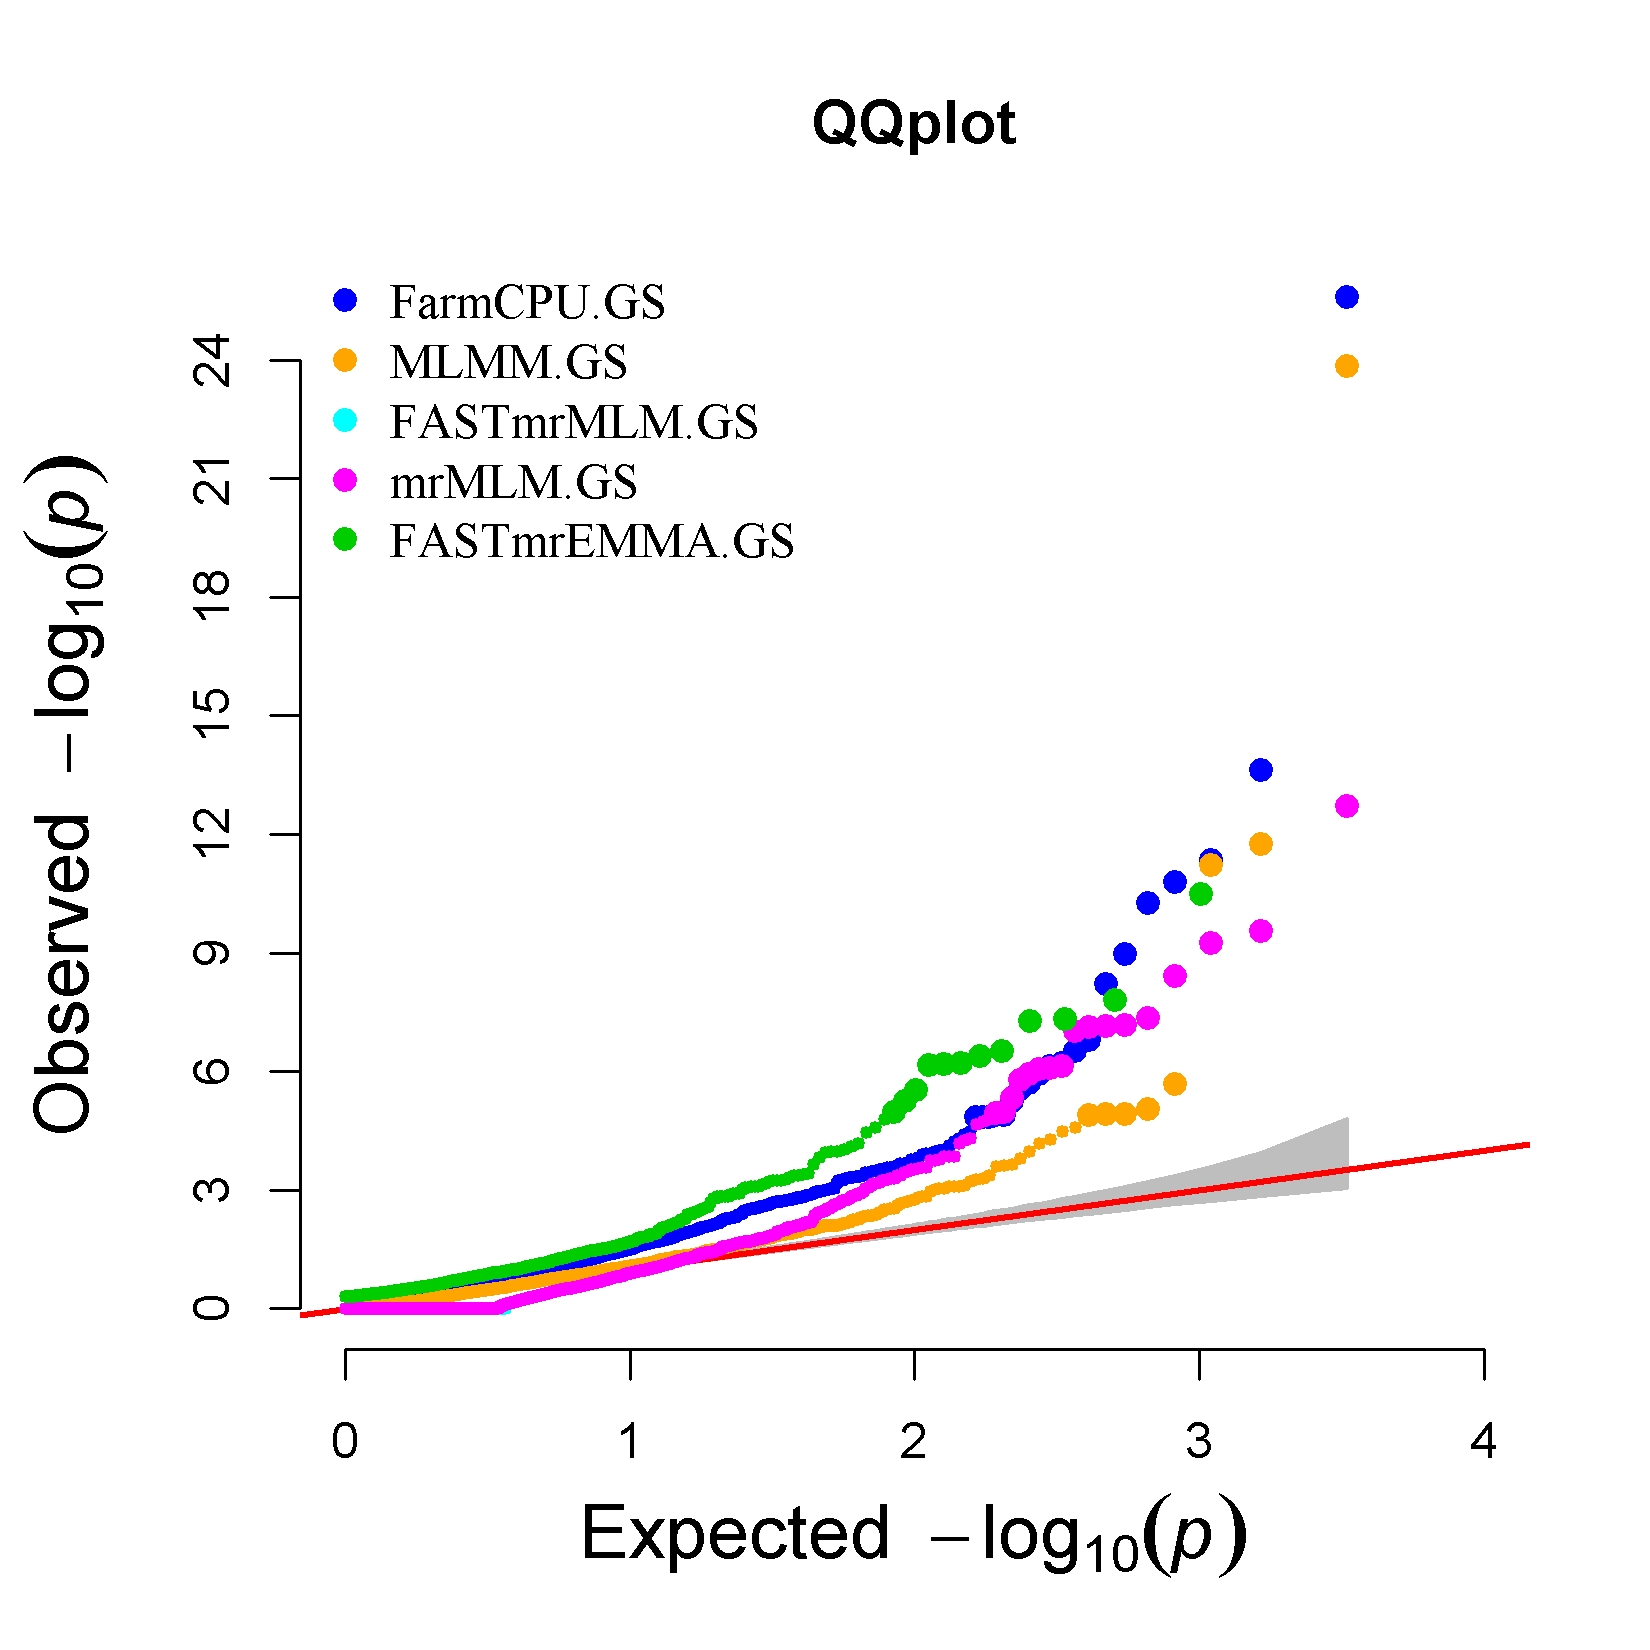 QQplot
FarmCPU.GS
MLMM.GS
FASTmrMLM.GS
mrMLM.GS
FASTmrEMMA.GS
Observed −log10(p)
24
21
18
15
12
9
6
3
0
0 1 2 3 4
Expected −log10(p)